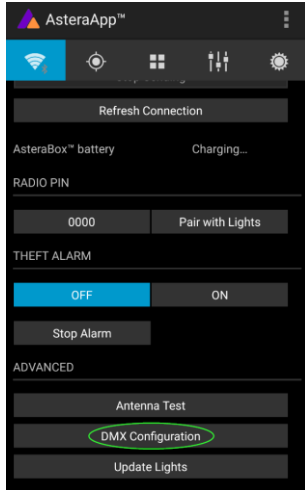 AsteraApp™
Refresh Connection
AsteraBox™ battery Charging...
RADIO PIN
0000 Pair with Lights
THEFT ALARM
OFF ON
Stop Alarm
ADVANCED
Antenna Test
DMX Configuration
Update Lights